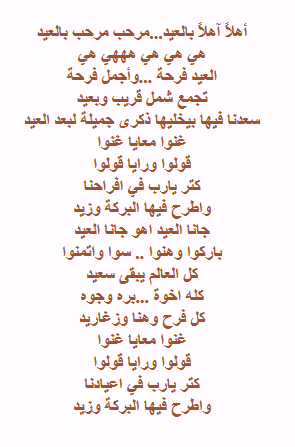 أهلاً آهلاً بالعيد...مرحب مرحب بالعيد
هي هي هي هههي هي
العيد فرحة ...وأجمل فرحة
تجمع شمل قريب وبعيد
سعدنا فيها بيخليها ذكرى جميلة لبعد العيد
غنوا معايا غنوا
قولوا ورايا قولوا
كتر يارب في افراحنا
واطرح فيها البركة وزيد
جانا العيد اهو جانا العيد
باركوا وهنوا .. سوا واتمنوا
كل العالم يبقى سعيد
كله اخوة ...بره وجوه
كل فرح وهنا وزغاريد
غنوا معايا غنوا
قولوا ورايا قولوا
كتر يارب في اعيادنا
واطرح فيها البركة وزيد